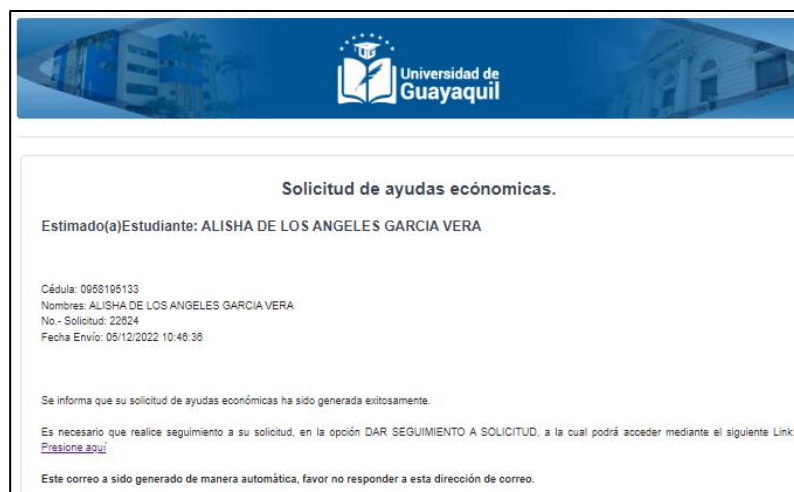 UG
Universidad de
Guayaquil
Solicitud de ayudas ecónomicas.
Estimado(a)Estudiante: ALISHA DE LOS ANGELES GARCIA VERA
Cédula: 0958195133
Nombres: ALISHA DE LOS ANGELES GARCIA VERA
No.- Solicitud: 22624
Fecha Envío: 05/12/2022 10:46:36
Se informa que su solicitud de ayudas económicas ha sido generada exitosamente.
Es necesario que realice seguimiento a su solicitud, en la opción DAR SEGUIMIENTO A SOLICITUD, a la cual podrá acceder mediante el siguiente Link:
Presione aquí
Este correo a sido generado de manera automática, favor no responder a esta dirección de correo.